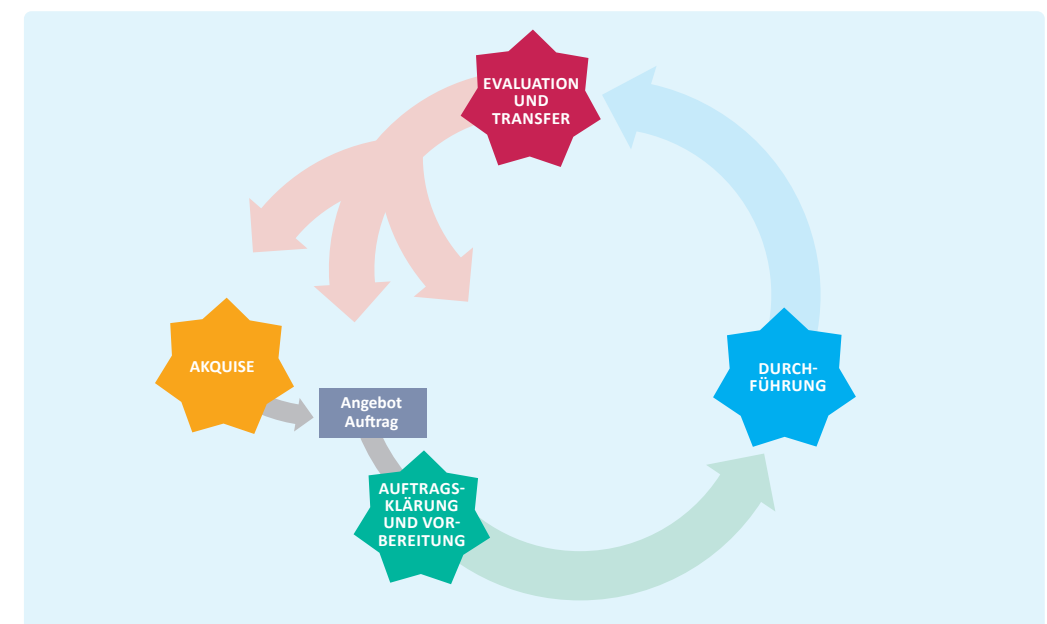 EVALUATION
UND
TRANSFER
AKQUISE
DURCH-
FÜHRUNG
Angebot
Auftrag
AUFTRAGS-
KLÄRUNG
UND VOR-
BEREITUNG